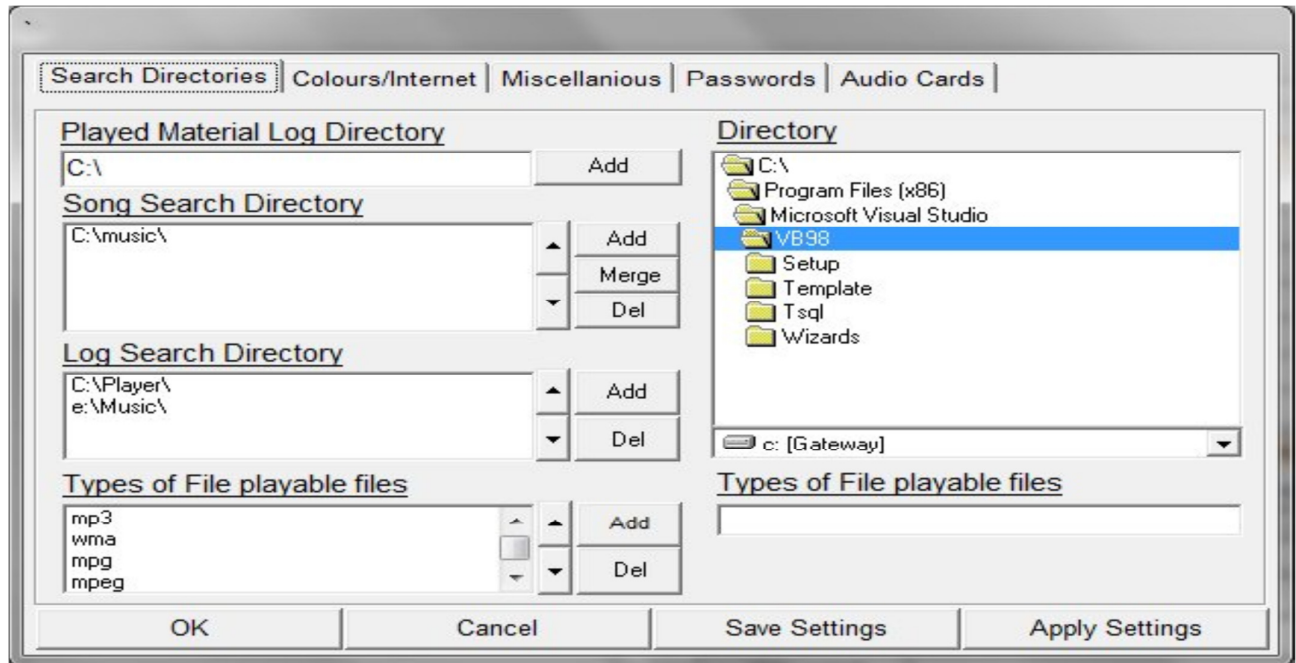 Search Directories Colours/Internet Miscellanious Passwords Audio Cards
Played Material Log Directory
C:\
Add
Song Search Directory
C:\music\
Add
Merge
Del
Log Search Directory
C:\Player\
e:\Music\
Add
Del
Types of File playable files
mp3
wma
mpg
mpeg
Add
Del
Directory
C:\
Program Files (x86)
Microsoft Visual Studio
VB98
Setup
Template
Tsql
Wizards
c: [Gateway]
Types of File playable files
OK Cancel Save Settings Apply Settings